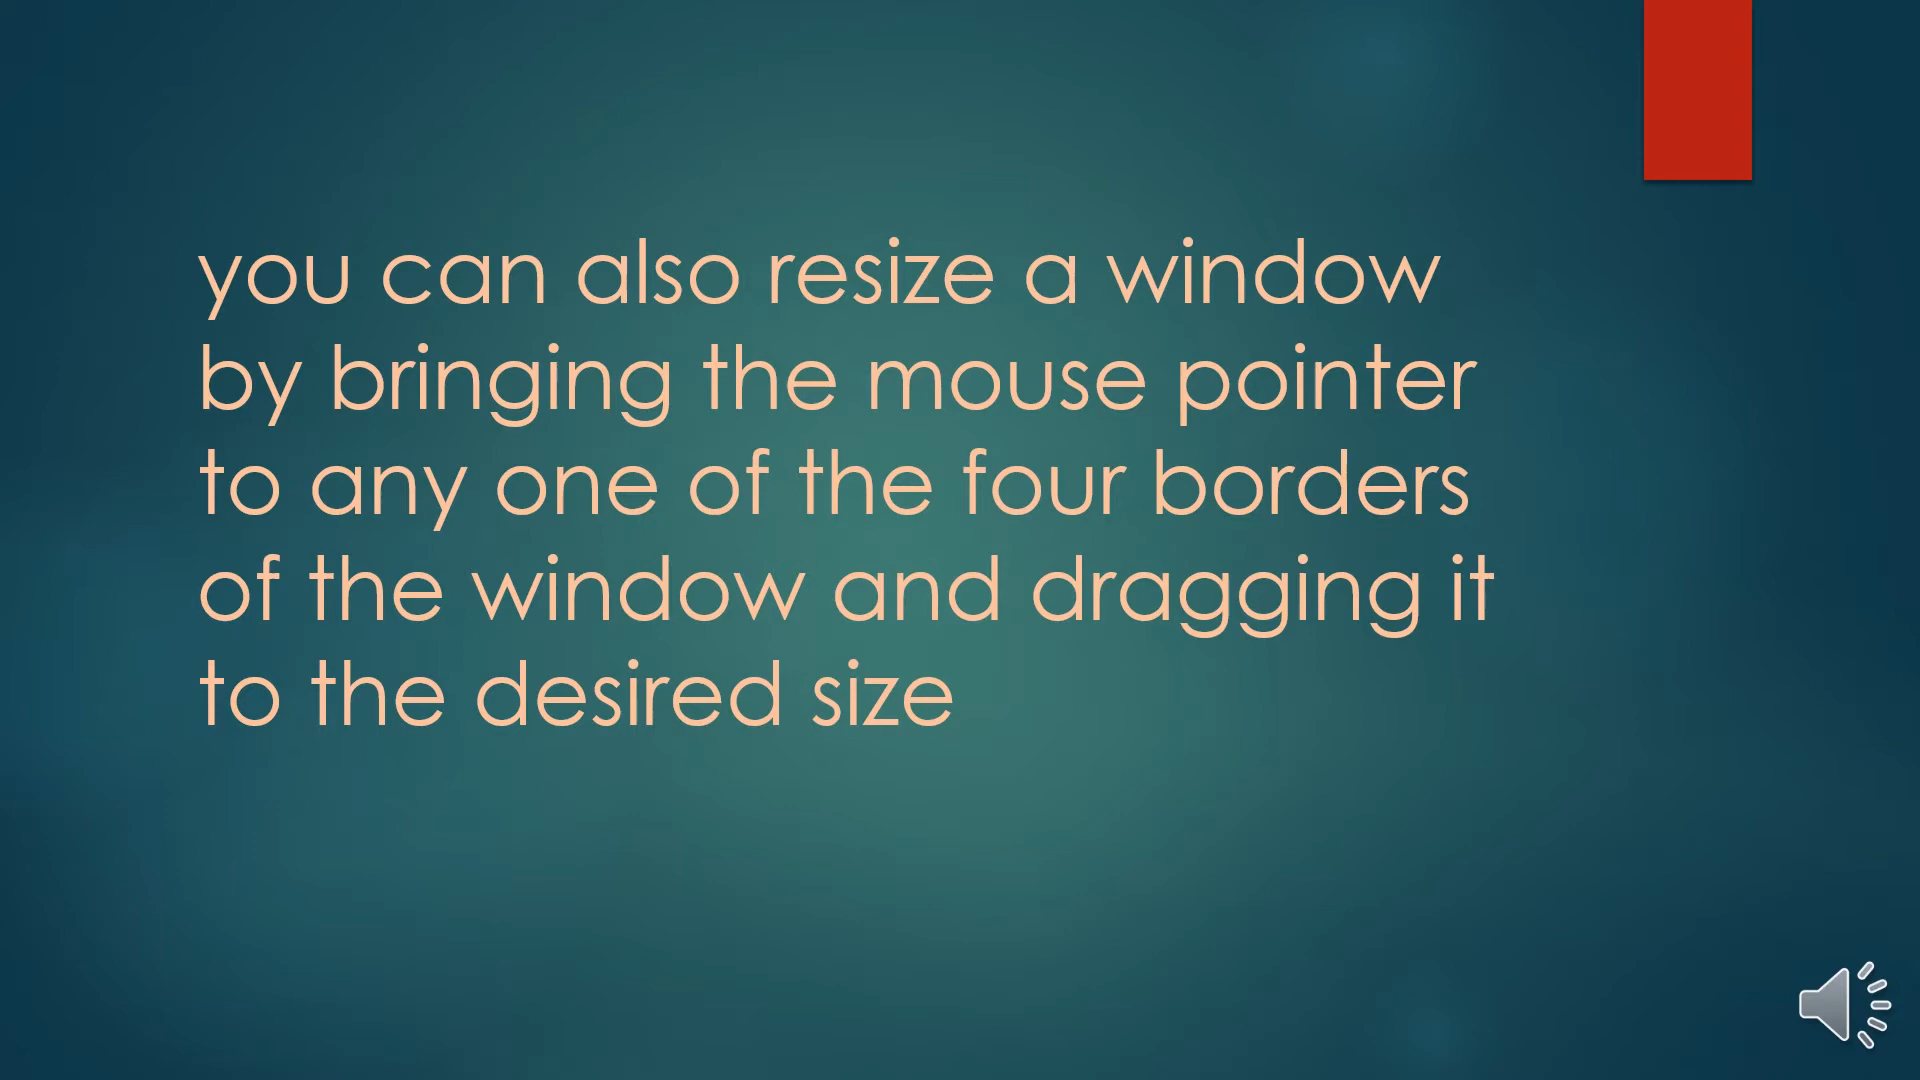 you can also resize a window
by bringing the mouse pointer
to any one of the four borders
of the window and dragging it
to the desired size